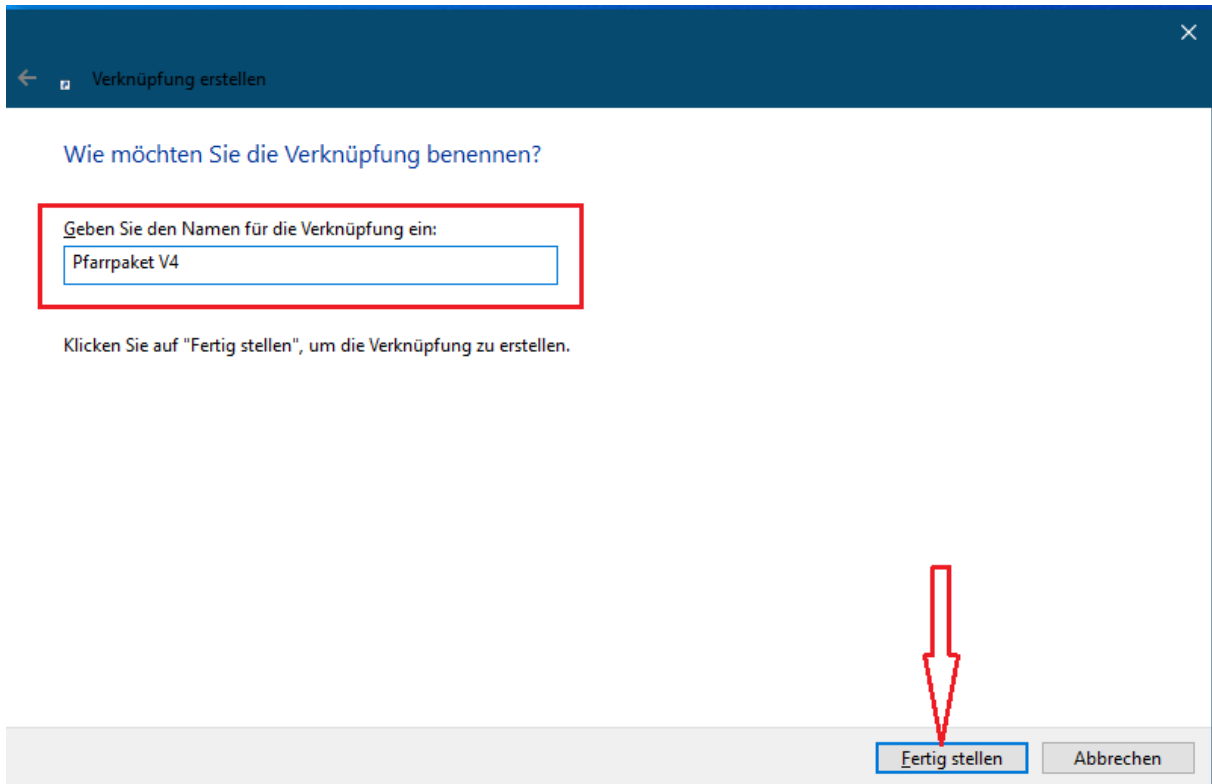 Verknüpfung erstellen
Wie möchten Sie die Verknüpfung benennen?
Geben Sie den Namen für die Verknüpfung ein:
Pfarrpaket V4
Klicken Sie auf "Fertig stellen", um die Verknüpfung zu erstellen.
Fertig stellen
Abbrechen